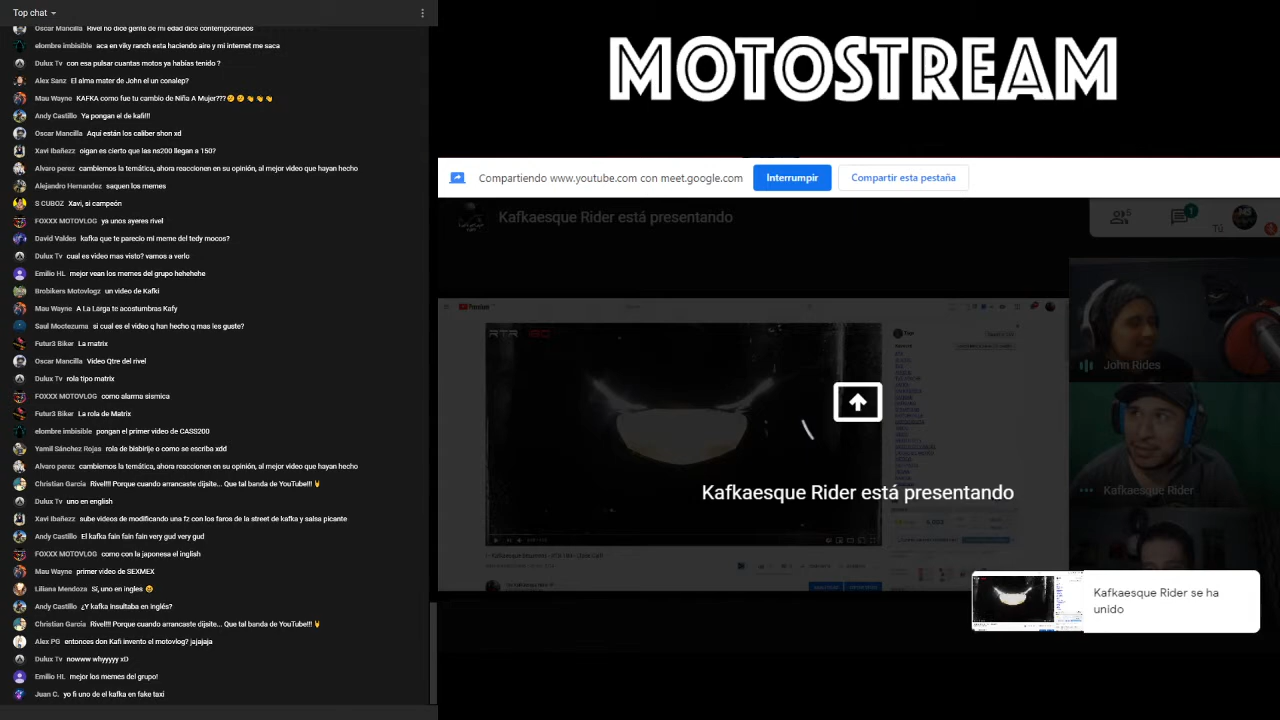 Top chat
Oscar Mancilla Rivel no dice gente de mi edad dice contemporaneos
elombre imbisible aca en viky ranch esta haciendo aire y mi internet me saca
Dulux Tv con esa pulsar cuantas motos ya habías tenido ?
Alex Sanz El alma mater de John el un conalep?
Mau Wayne KAFKA como fue tu cambio de Niña A Mujer???
Andy Castillo Ya pongan el de kafi!!!
Oscar Mancilla Aquí están los caliber shon xd
Xavi Ibañezz oigan es cierto que las ns200 llegan a 150?
Alvaro perez cambiemos la temática, ahora reaccionen en su opinión, al mejor video que hayan hecho
Alejandro Hernandez saquen los memes
S CUBOZ Xavi, si campeón
FOXXX MOTOVLOG ya unos ayeres rivel
David Valdes kafka que te parecio mi meme del tedy mocos?
Dulux Tv cual es video mas visto? vamos a verlo
Emilio HL mejor vean los memes del grupo hehehehe
Brobikers Motovlogz un video de Kafki
Mau Wayne A La Larga te acostumbras Kafy
Saul Moctezuma si cual es el video q han hecho q mas les guste?
Futur3 Biker La matrix
Oscar Mancilla Video Qtre del rivel
Dulux Tv rola tipo matrix
FOXXX MOTOVLOG como alarma sismica
Futur3 Biker La rola de Matrix
elombre imbisible pongan el primer video de CASS200
Yamil Sánchez Rojas rola de bisbirije o como se escriba xdd
Alvaro perez cambiemos la temática, ahora reaccionen en su opinión, al mejor video que hayan hecho
Christian Garcia Rivel!!! Porque cuando arrancaste dijsite... Que tal banda de YouTube!!!
Dulux Tv uno en english
Xavi Ibañezz sube videos de modificando una fz con los faros de la street de kafka y salsa picante
Andy Castillo El kafka fain fain fain very gud very gud
FOXXX MOTOVLOG como con la japonesa el inglish
Mau Wayne primer video de SEXMEX
Liliana Mendoza Sí, uno en ingles
Andy Castillo ¿Y kafka insultaba en inglés?
Christian Garcia Rivel!!! Porque cuando arrancaste dijsite... Que tal banda de YouTube!!!
Alex PG entonces don Kafi invento el motovlog? jajajaja
Dulux Tv nowww whyyyyy xD
Emilio HL mejor los memes del grupo!
Juan C. yo fi uno de el kafka en fake taxi
MOTOSTREAM
Compartiendo www.youtube.com con meet.google.com
Interrumpir
Compartir esta pestaña
Kafkaesque Rider está presentando
5
1
Tú
John Rides
Kafkaesque Rider
Kafkaesque Rider está presentando
Kafkaesque Rider se ha
unido